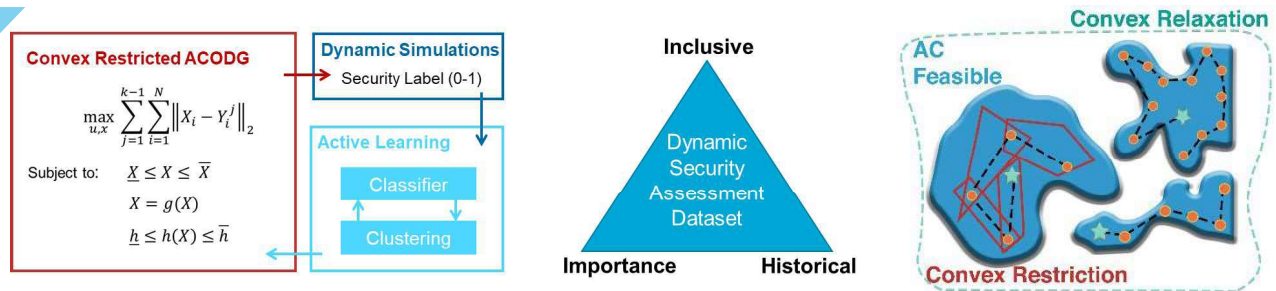 Convex Restricted ACODG
k−1 N
max ∑ ∑ ‖X_i − Y_i^j‖_2
u,x j=1 i=1
Subject to: X̲ ≤ X ≤ X̅
X = g(X)
h̲ ≤ h(X) ≤ h̅
Dynamic Simulations
Security Label (0-1)
Active Learning
Classifier
Clustering
Inclusive
Dynamic
Security
Assessment
Dataset
Importance
Historical
Convex Relaxation
AC
Feasible
Convex Restriction